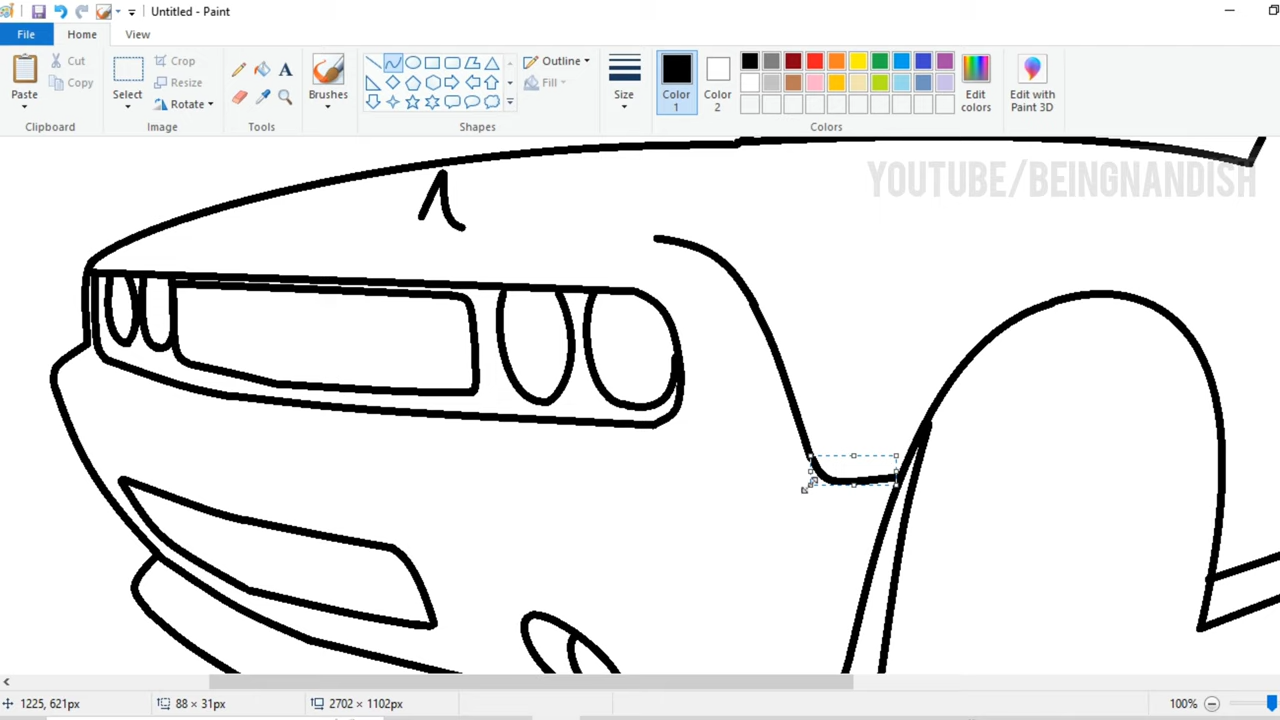 Untitled - Paint
File Home View
Paste
Cut
Copy
Clipboard
Select
Crop
Resize
Rotate
Image
Tools
Brushes
Shapes
Outline
Fill
Size
Color 1
Color 2
Colors
Edit colors
Edit with Paint 3D
YOUTUBE/BEINGNANDISH
1225, 621px 88 × 31px 2702 × 1102px 100%